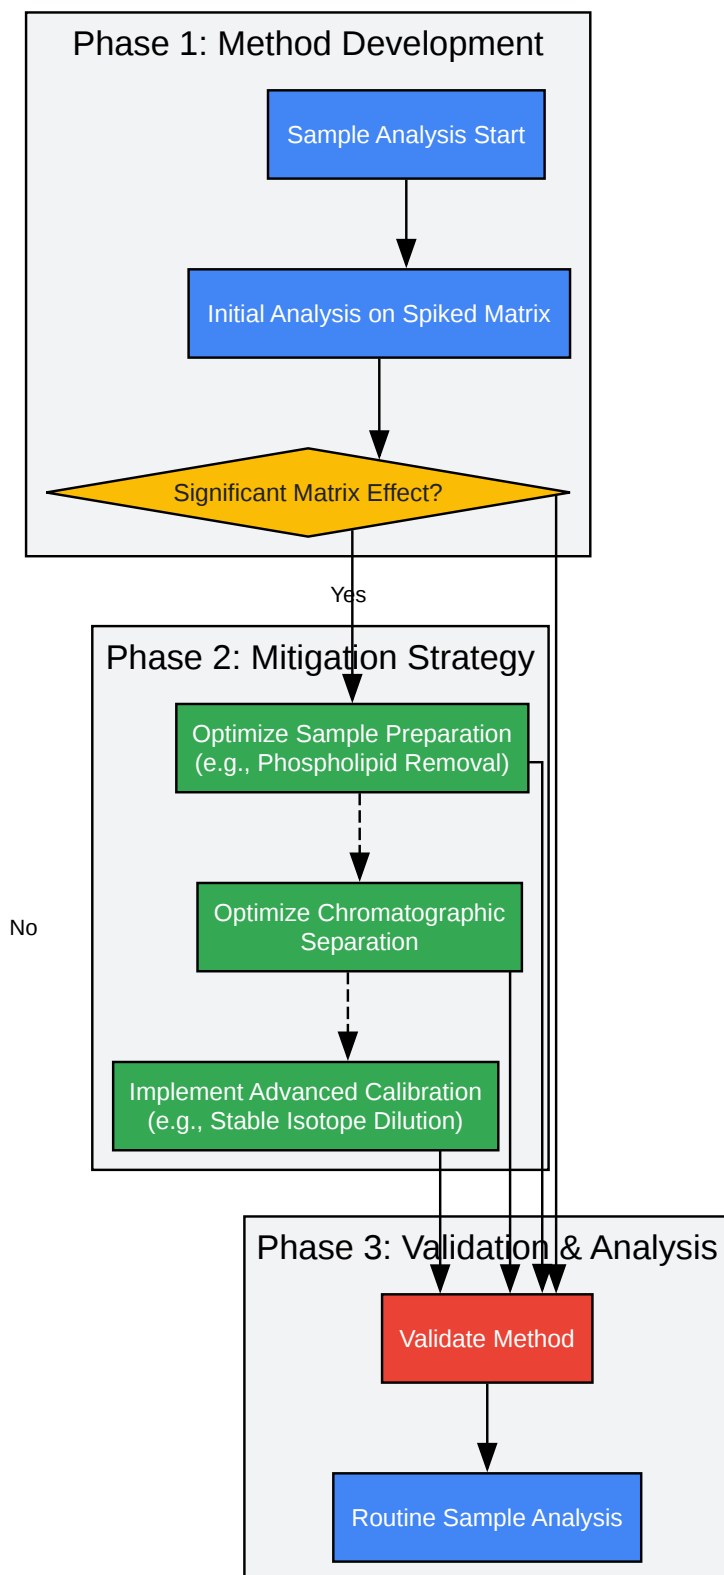 Phase 1: Method Development
Sample Analysis Start
Initial Analysis on Spiked Matrix
Significant Matrix Effect?
Yes
Phase 2: Mitigation Strategy
Optimize Sample Preparation
(e.g., Phospholipid Removal)
Optimize Chromatographic
Separation
No
Implement Advanced Calibration
(e.g., Stable Isotope Dilution)
Phase 3: Validation & Analysis
Validate Method
Routine Sample Analysis